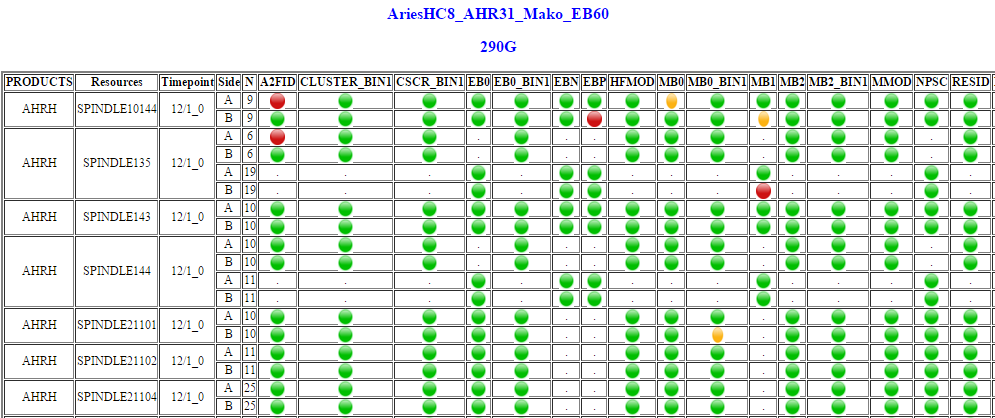 AriesHC8_AHR31_Mako_EB60
290G
PRODUCTS Resources Timepoint Side N A2FID CLUSTER_BIN1 CSCR_BIN1 EB0 EB0_BIN1 EBN EBP HFMOD MB0 MB0_BIN1 MB1 MB2 MB2_BIN1 MMOD NPSC RESID
AHRH SPINDLE10144 12/1_0 A 9
B 9
AHRH SPINDLE135 12/1_0 A 6 . . . . .
B 6 . . . . .
A 19 . . . . . . . . . . .
B 19 . . . . . . . . . . .
AHRH SPINDLE143 12/1_0 A 10
B 10
AHRH SPINDLE144 12/1_0 A 10 . . . . .
B 10 . . . . .
A 11 . . . . . . . . . . .
B 11 . . . . . . . . . . .
AHRH SPINDLE21101 12/1_0 A 10 . . .
B 10 . . .
AHRH SPINDLE21102 12/1_0 A 11 . . .
B 11 . . .
AHRH SPINDLE21104 12/1_0 A 25 . . .
B 25 . . .